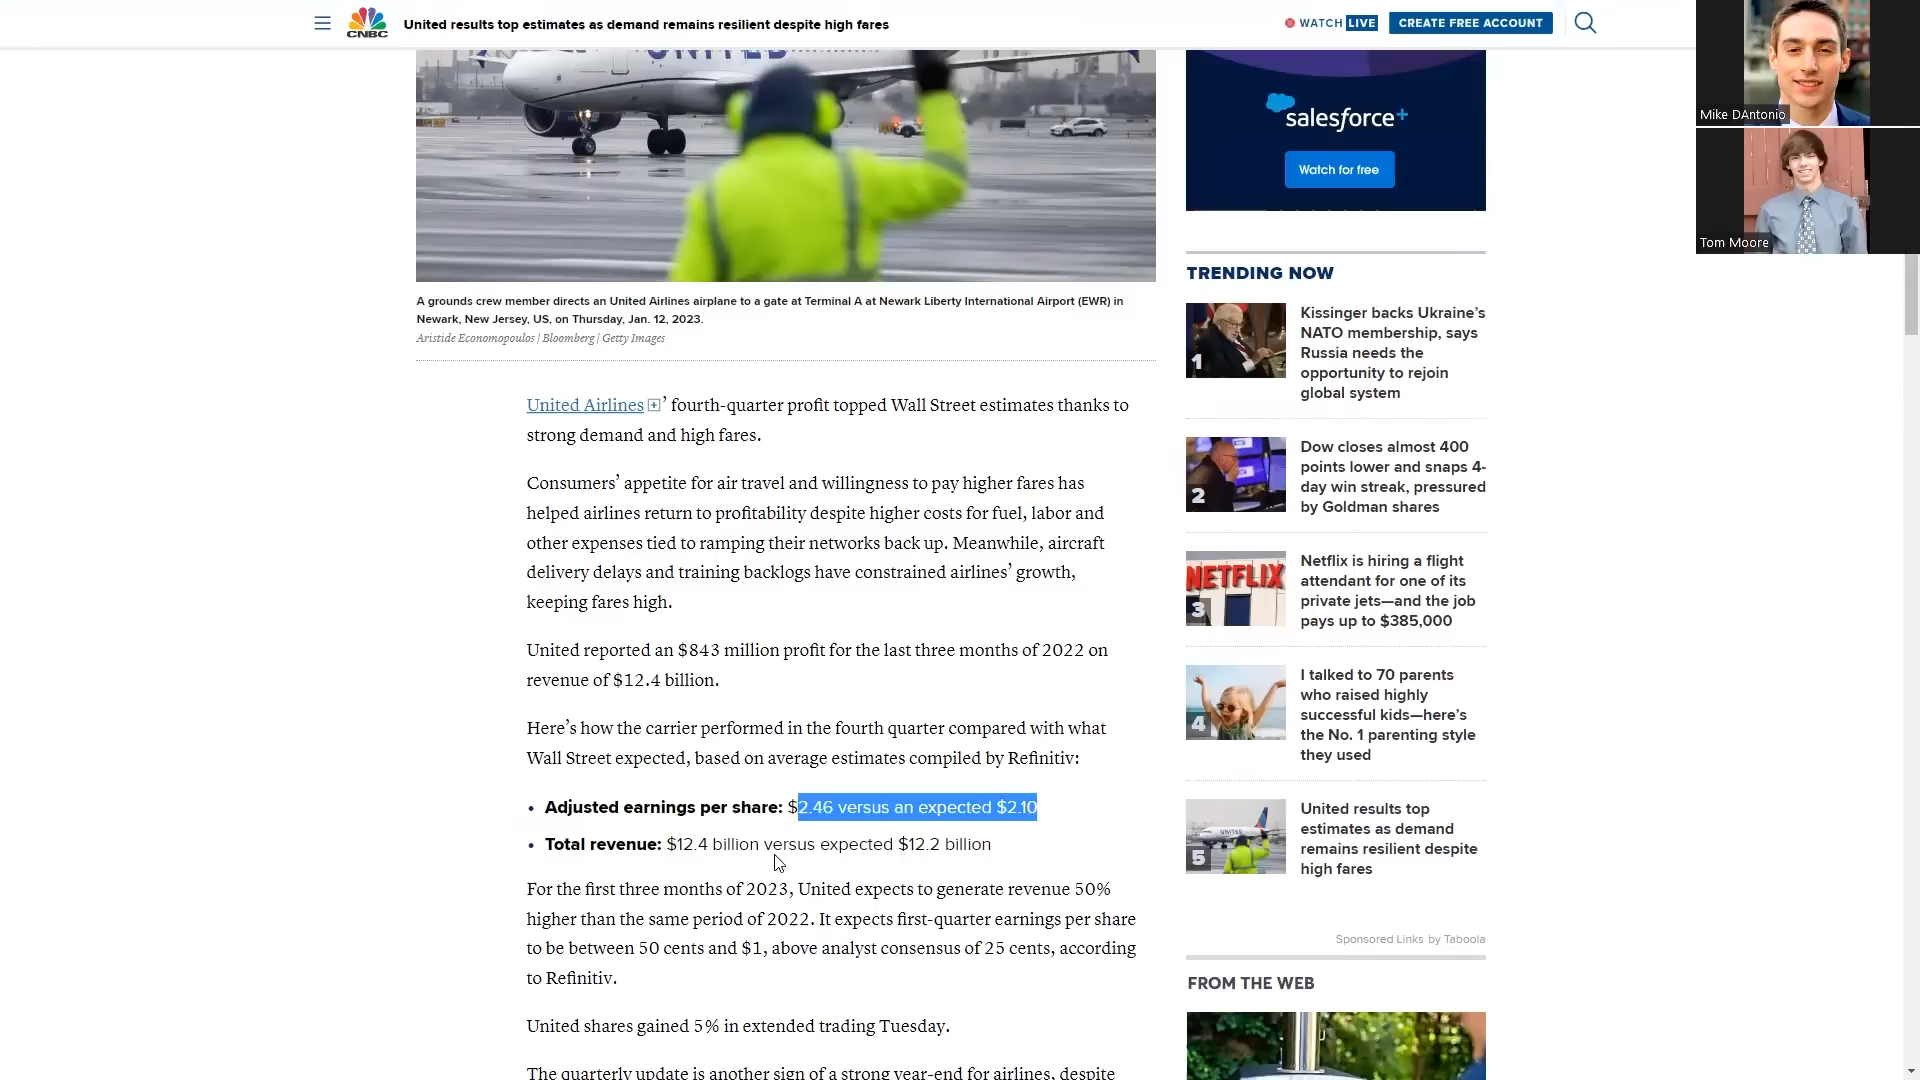 CNBC
United results top estimates as demand remains resilient despite high fares
WATCH LIVE
CREATE FREE ACCOUNT
Mike DAntonio
Tom Moore
UNITED
A grounds crew member directs an United Airlines airplane to a gate at Terminal A at Newark Liberty International Airport (EWR) in
Newark, New Jersey, US, on Thursday, Jan. 12, 2023.
Aristide Economopoulos | Bloomberg | Getty Images
United Airlines’ fourth-quarter profit topped Wall Street estimates thanks to
strong demand and high fares.
Consumers’ appetite for air travel and willingness to pay higher fares has
helped airlines return to profitability despite higher costs for fuel, labor and
other expenses tied to ramping their networks back up. Meanwhile, aircraft
delivery delays and training backlogs have constrained airlines’ growth,
keeping fares high.
United reported an $843 million profit for the last three months of 2022 on
revenue of $12.4 billion.
Here’s how the carrier performed in the fourth quarter compared with what
Wall Street expected, based on average estimates compiled by Refinitiv:
• Adjusted earnings per share: $2.46 versus an expected $2.10
• Total revenue: $12.4 billion versus expected $12.2 billion
For the first three months of 2023, United expects to generate revenue 50%
higher than the same period of 2022. It expects first-quarter earnings per share
to be between 50 cents and $1, above analyst consensus of 25 cents, according
to Refinitiv.
United shares gained 5% in extended trading Tuesday.
The quarterly update is another sign of a strong year-end for airlines, despite
salesforce+
Watch for free
TRENDING NOW
1
Kissinger backs Ukraine’s
NATO membership, says
Russia needs the
opportunity to rejoin
global system
2
Dow closes almost 400
points lower and snaps 4-
day win streak, pressured
by Goldman shares
NETFLIX
3
Netflix is hiring a flight
attendant for one of its
private jets—and the job
pays up to $385,000
4
I talked to 70 parents
who raised highly
successful kids—here’s
the No. 1 parenting style
they used
5
United results top
estimates as demand
remains resilient despite
high fares
Sponsored Links by Taboola
FROM THE WEB